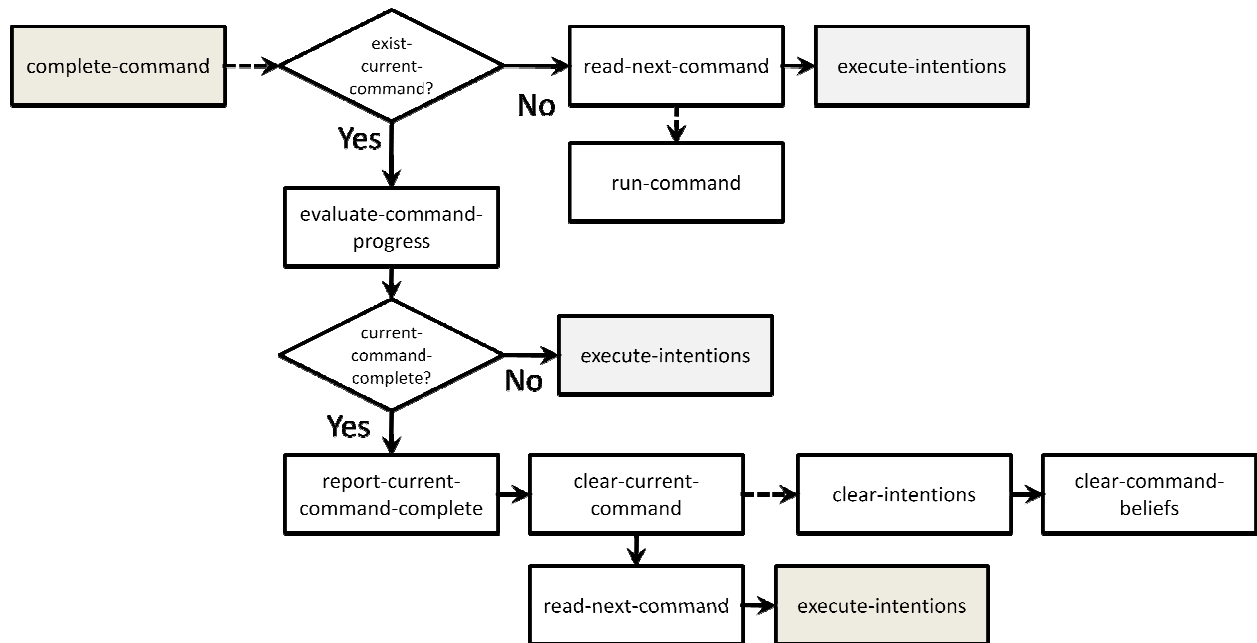 complete-command
exist-
current-
command?
read-next-command
execute-intentions
No
Yes
run-command
evaluate-command-
progress
current-
command-
complete?
execute-intentions
No
Yes
report-current-
command-complete
clear-current-
command
clear-intentions
clear-command-
beliefs
read-next-command
execute-intentions